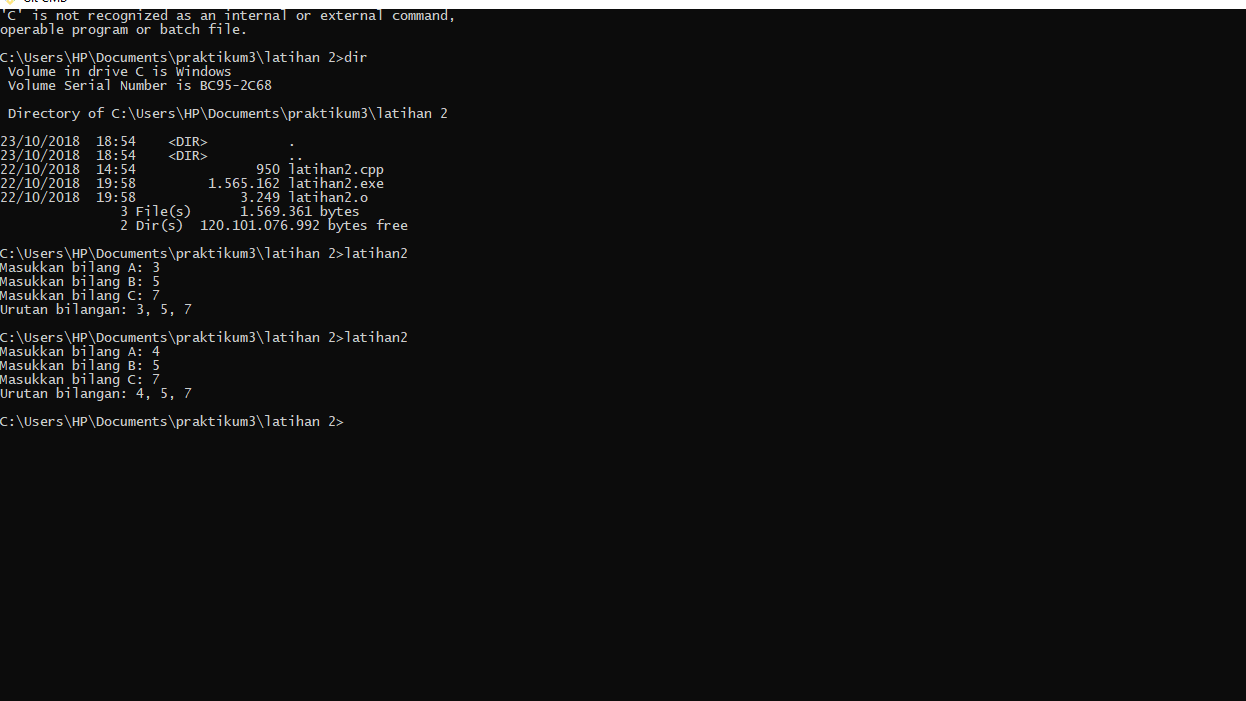 Git CMD
'C' is not recognized as an internal or external command,
operable program or batch file.
C:\Users\HP\Documents\praktikum3\latihan 2>dir
Volume in drive C is Windows
Volume Serial Number is BC95-2C68
Directory of C:\Users\HP\Documents\praktikum3\latihan 2
23/10/2018  18:54    <DIR>          .
23/10/2018  18:54    <DIR>          ..
22/10/2018  14:54               950 latihan2.cpp
22/10/2018  19:58         1.565.162 latihan2.exe
22/10/2018  19:58             3.249 latihan2.o
3 File(s)      1.569.361 bytes
2 Dir(s)  120.101.076.992 bytes free
C:\Users\HP\Documents\praktikum3\latihan 2>latihan2
Masukkan bilang A: 3
Masukkan bilang B: 5
Masukkan bilang C: 7
Urutan bilangan: 3, 5, 7
C:\Users\HP\Documents\praktikum3\latihan 2>latihan2
Masukkan bilang A: 4
Masukkan bilang B: 5
Masukkan bilang C: 7
Urutan bilangan: 4, 5, 7
C:\Users\HP\Documents\praktikum3\latihan 2>